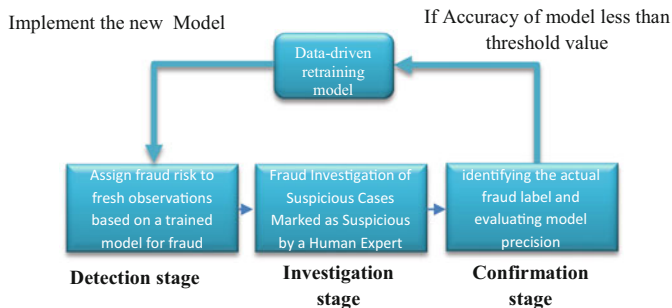 Implement the new Model
If Accuracy of model less than
threshold value
Data-driven
retraining
model
Assign fraud risk to
fresh observations
based on a trained
model for fraud
Fraud Investigation of
Suspicious Cases
Marked as Suspicious
by a Human Expert
identifying the actual
fraud label and
evaluating model
precision
Detection stage
Investigation
stage
Confirmation
stage